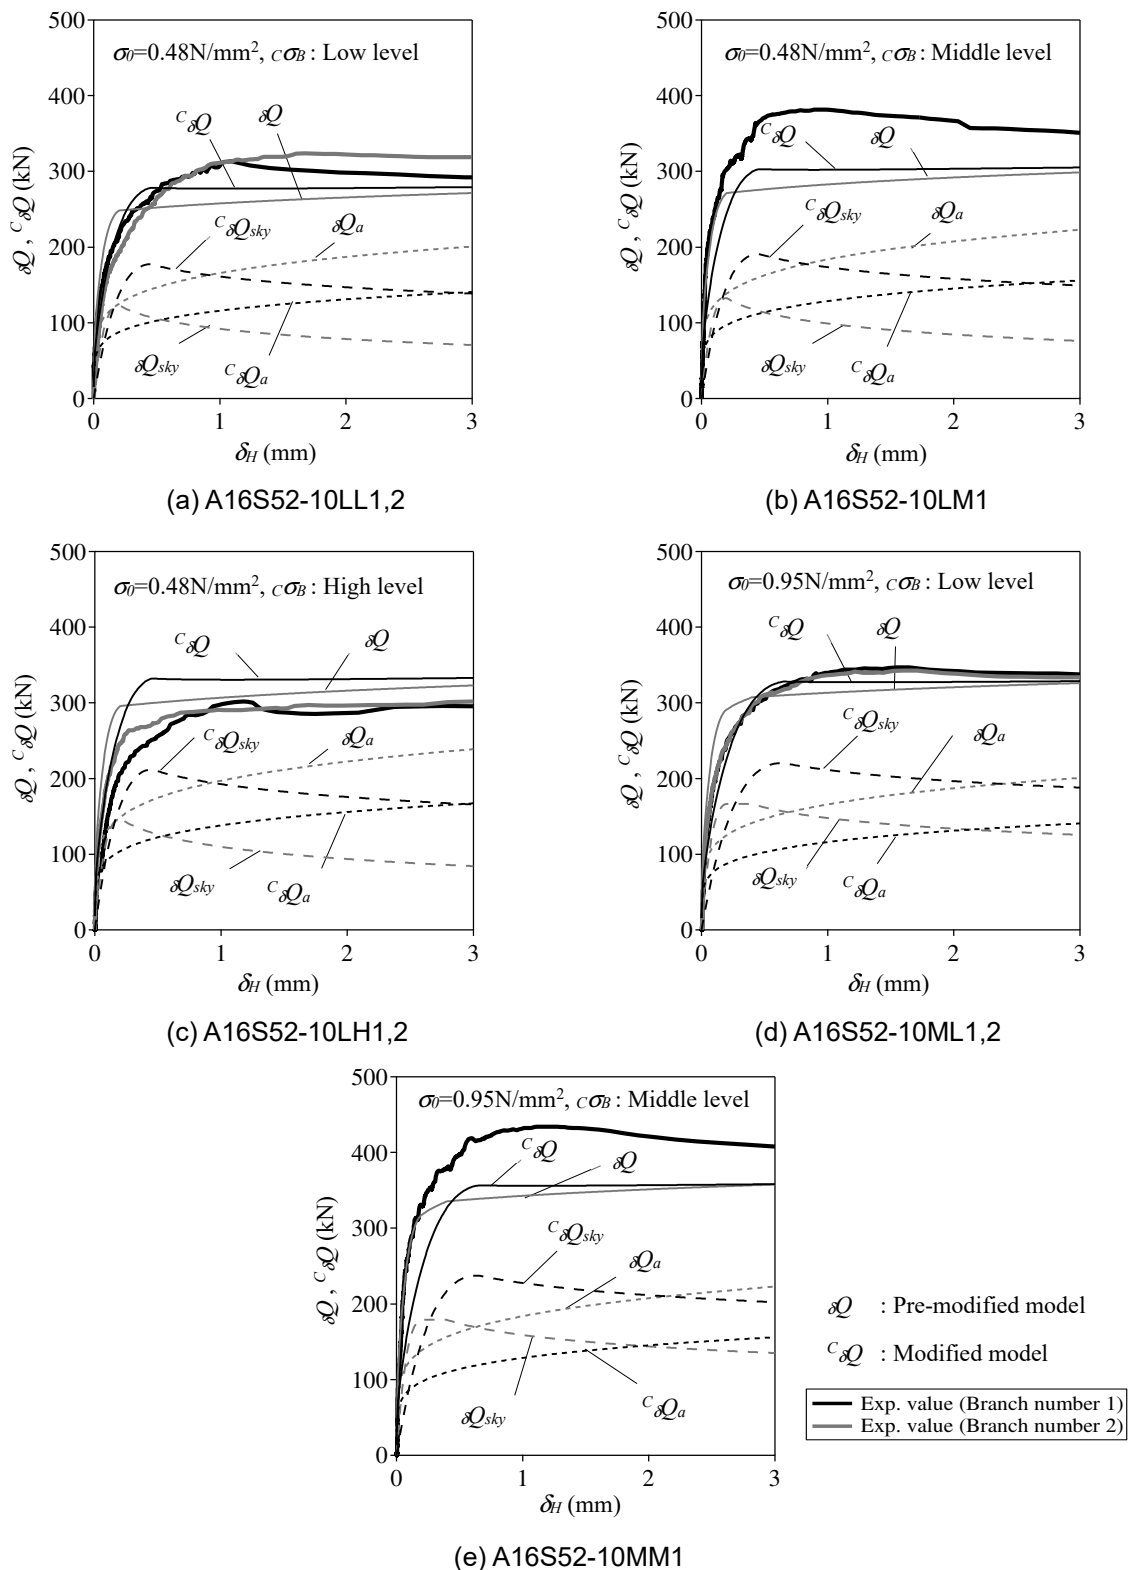 500
400
300
200
100
0
δQ , CδQ (kN)
σ0=0.48N/mm2, CσB : Low level
CδQ
δQ
CδQsky
δQa
δQsky
CδQa
0 1 2 3
δH (mm)
(a) A16S52-10LL1,2
500
400
300
200
100
0
δQ , CδQ (kN)
σ0=0.48N/mm2, CσB : Middle level
CδQ
δQ
CδQsky
δQa
δQsky
CδQa
0 1 2 3
δH (mm)
(b) A16S52-10LM1
500
400
300
200
100
0
δQ , CδQ (kN)
σ0=0.48N/mm2, CσB : High level
CδQ
δQ
CδQsky
δQa
δQsky
CδQa
0 1 2 3
δH (mm)
(c) A16S52-10LH1,2
500
400
300
200
100
0
δQ , CδQ (kN)
σ0=0.95N/mm2, CσB : Low level
CδQ
δQ
CδQsky
δQa
δQsky
CδQa
0 1 2 3
δH (mm)
(d) A16S52-10ML1,2
500
400
300
200
100
0
δQ , CδQ (kN)
σ0=0.95N/mm2, CσB : Middle level
CδQ
δQ
CδQsky
δQa
δQsky
CδQa
0 1 2 3
δH (mm)
(e) A16S52-10MM1
δQ : Pre-modified model
CδQ : Modified model
Exp. value (Branch number 1)
Exp. value (Branch number 2)